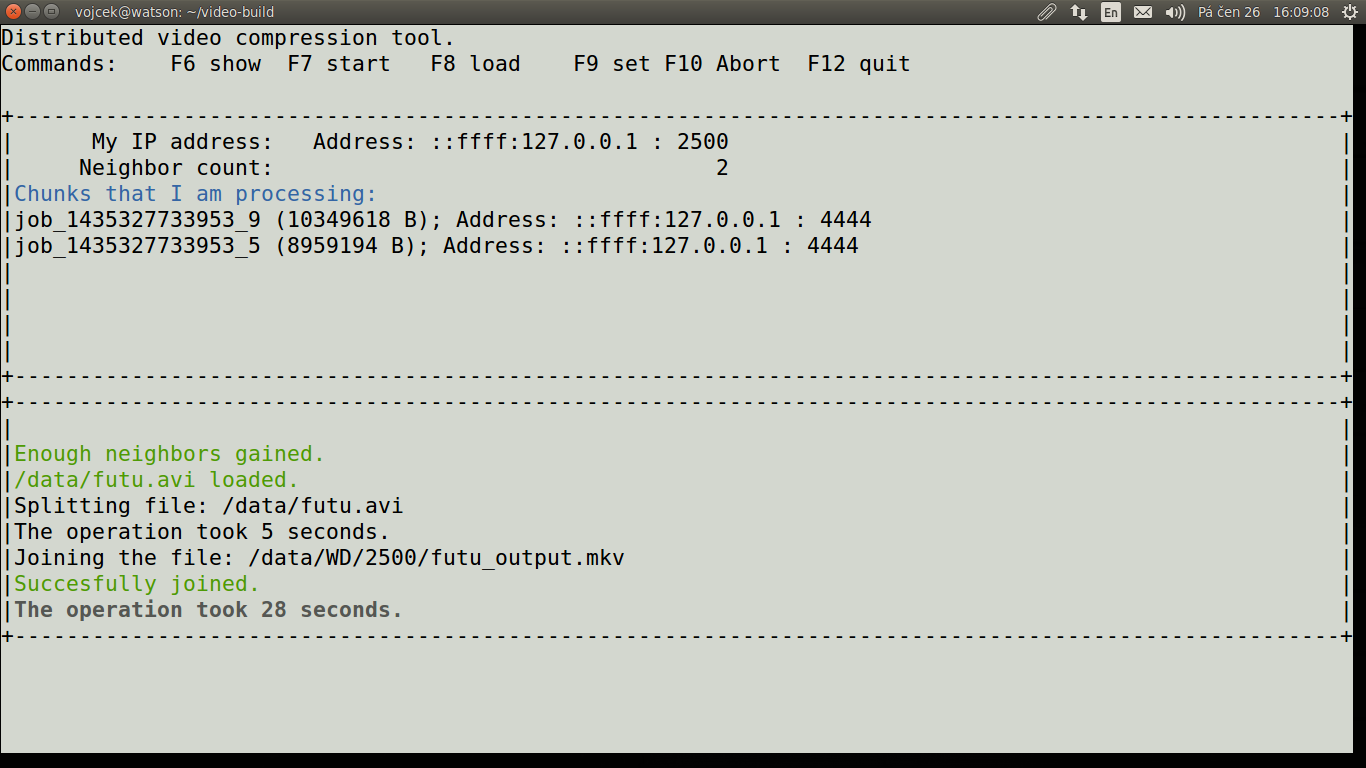 vojcek@watson: ~/video-build
En
Pá čen 26 16:09:08
Distributed video compression tool.
Commands: F6 show F7 start F8 load F9 set F10 Abort F12 quit
My IP address: Address: ::ffff:127.0.0.1 : 2500
Neighbor count: 2
Chunks that I am processing:
job_1435327733953_9 (10349618 B); Address: ::ffff:127.0.0.1 : 4444
job_1435327733953_5 (8959194 B); Address: ::ffff:127.0.0.1 : 4444
Enough neighbors gained.
/data/futu.avi loaded.
Splitting file: /data/futu.avi
The operation took 5 seconds.
Joining the file: /data/WD/2500/futu_output.mkv
Succesfully joined.
The operation took 28 seconds.